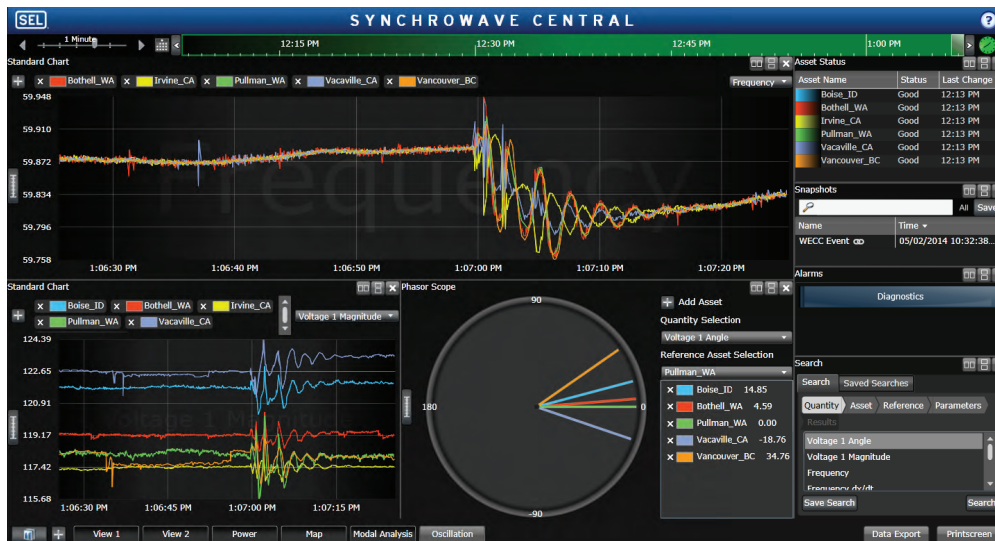 SEL SYNCHROWAVE CENTRAL ?
1 Minute 12:15 PM 12:30 PM 12:45 PM 1:00 PM
Standard Chart
Bothell_WA Irvine_CA Pullman_WA Vacaville_CA Vancouver_BC Frequency
59.948
59.910
59.872
59.834
59.796
59.758
1:06:30 PM 1:06:40 PM 1:06:50 PM 1:07:00 PM 1:07:10 PM 1:07:20 PM
Frequency
Asset Status
Asset Name Status Last Change
Boise_ID Good 12:13 PM
Bothell_WA Good 12:13 PM
Irvine_CA Good 12:13 PM
Pullman_WA Good 12:13 PM
Vacaville_CA Good 12:13 PM
Vancouver_BC Good 12:13 PM
Snapshots
All Save
Name Time
WECC Event 05/02/2014 10:32:38...
Alarms
Diagnostics
Standard Chart
Boise_ID Bothell_WA Irvine_CA
Pullman_WA Vacaville_CA
Voltage 1 Magnitude
124.39
122.65
120.91
119.17
117.42
115.68
1:06:30 PM 1:06:45 PM 1:07:00 PM 1:07:15 PM
Phasor Scope
90
180
0
-90
Add Asset
Quantity Selection
Voltage 1 Angle
Reference Asset Selection
Pullman_WA
Boise_ID 14.85
Bothell_WA 4.59
Pullman_WA 0.00
Vacaville_CA -18.76
Vancouver_BC 34.76
Search
Search Saved Searches
Quantity Asset Reference Parameters
Results
Voltage 1 Angle
Voltage 1 Magnitude
Frequency
Frequency dv/dt
Save Search Search
View 1 View 2 Power Map Modal Analysis Oscillation Data Export Printscreen